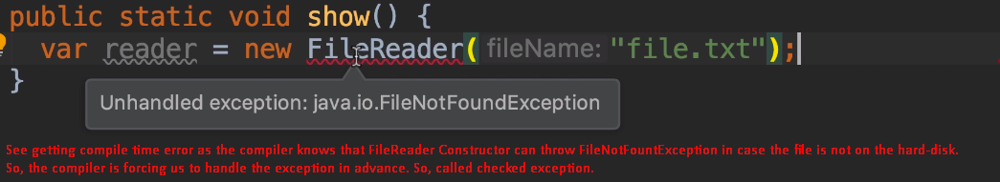 public static void show() {
var reader = new FileReader( fileName: "file.txt");
}
Unhandled exception: java.io.FileNotFoundException
See getting compile time error as the compiler knows that FileReader Constructor can throw FileNotFountException in case the file is not on the hard-disk.
So, the compiler is forcing us to handle the exception in advance. So, called checked exception.